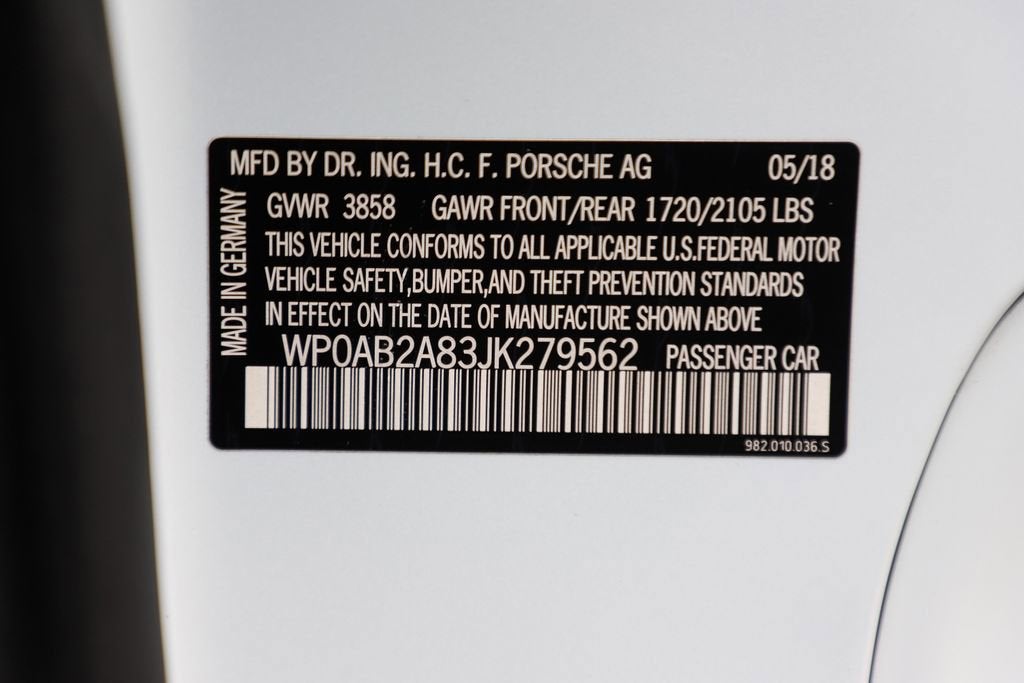 MFD BY DR. ING. H.C. F. PORSCHE AG 05/18
MADE IN GERMANY
GVWR 3858 GAWR FRONT/REAR 1720/2105 LBS
THIS VEHICLE CONFORMS TO ALL APPLICABLE U.S.FEDERAL MOTOR
VEHICLE SAFETY,BUMPER,AND THEFT PREVENTION STANDARDS
IN EFFECT ON THE DATE OF MANUFACTURE SHOWN ABOVE
WP0AB2A83JK279562 PASSENGER CAR
982.010.036.S